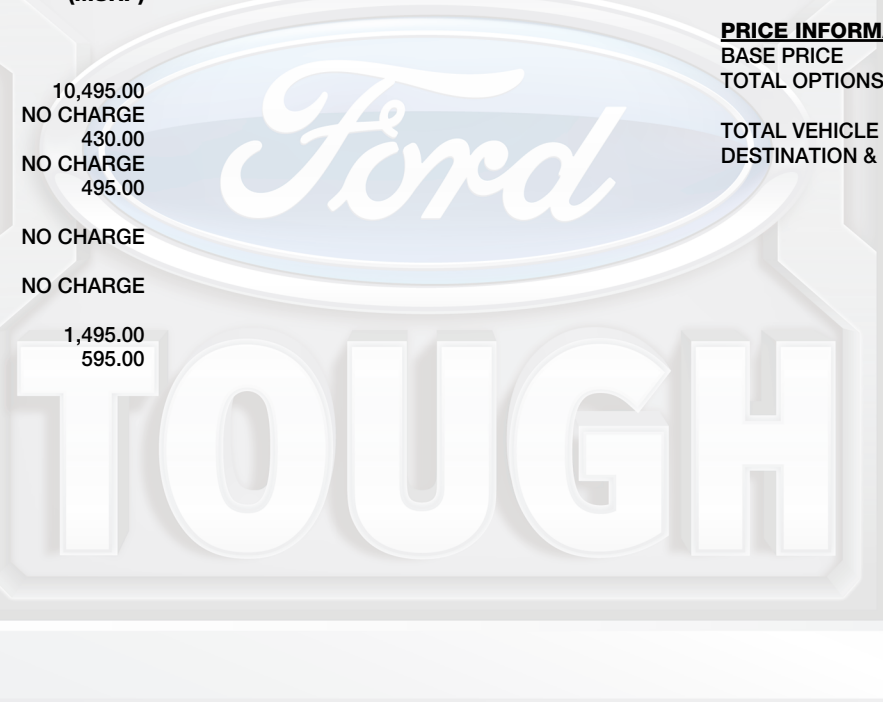 10,495.00
NO CHARGE
430.00
NO CHARGE
495.00
NO CHARGE
NO CHARGE
1,495.00
595.00
PRICE INFORM
BASE PRICE
TOTAL OPTIONS
TOTAL VEHICLE
DESTINATION &
Ford
TOUGH